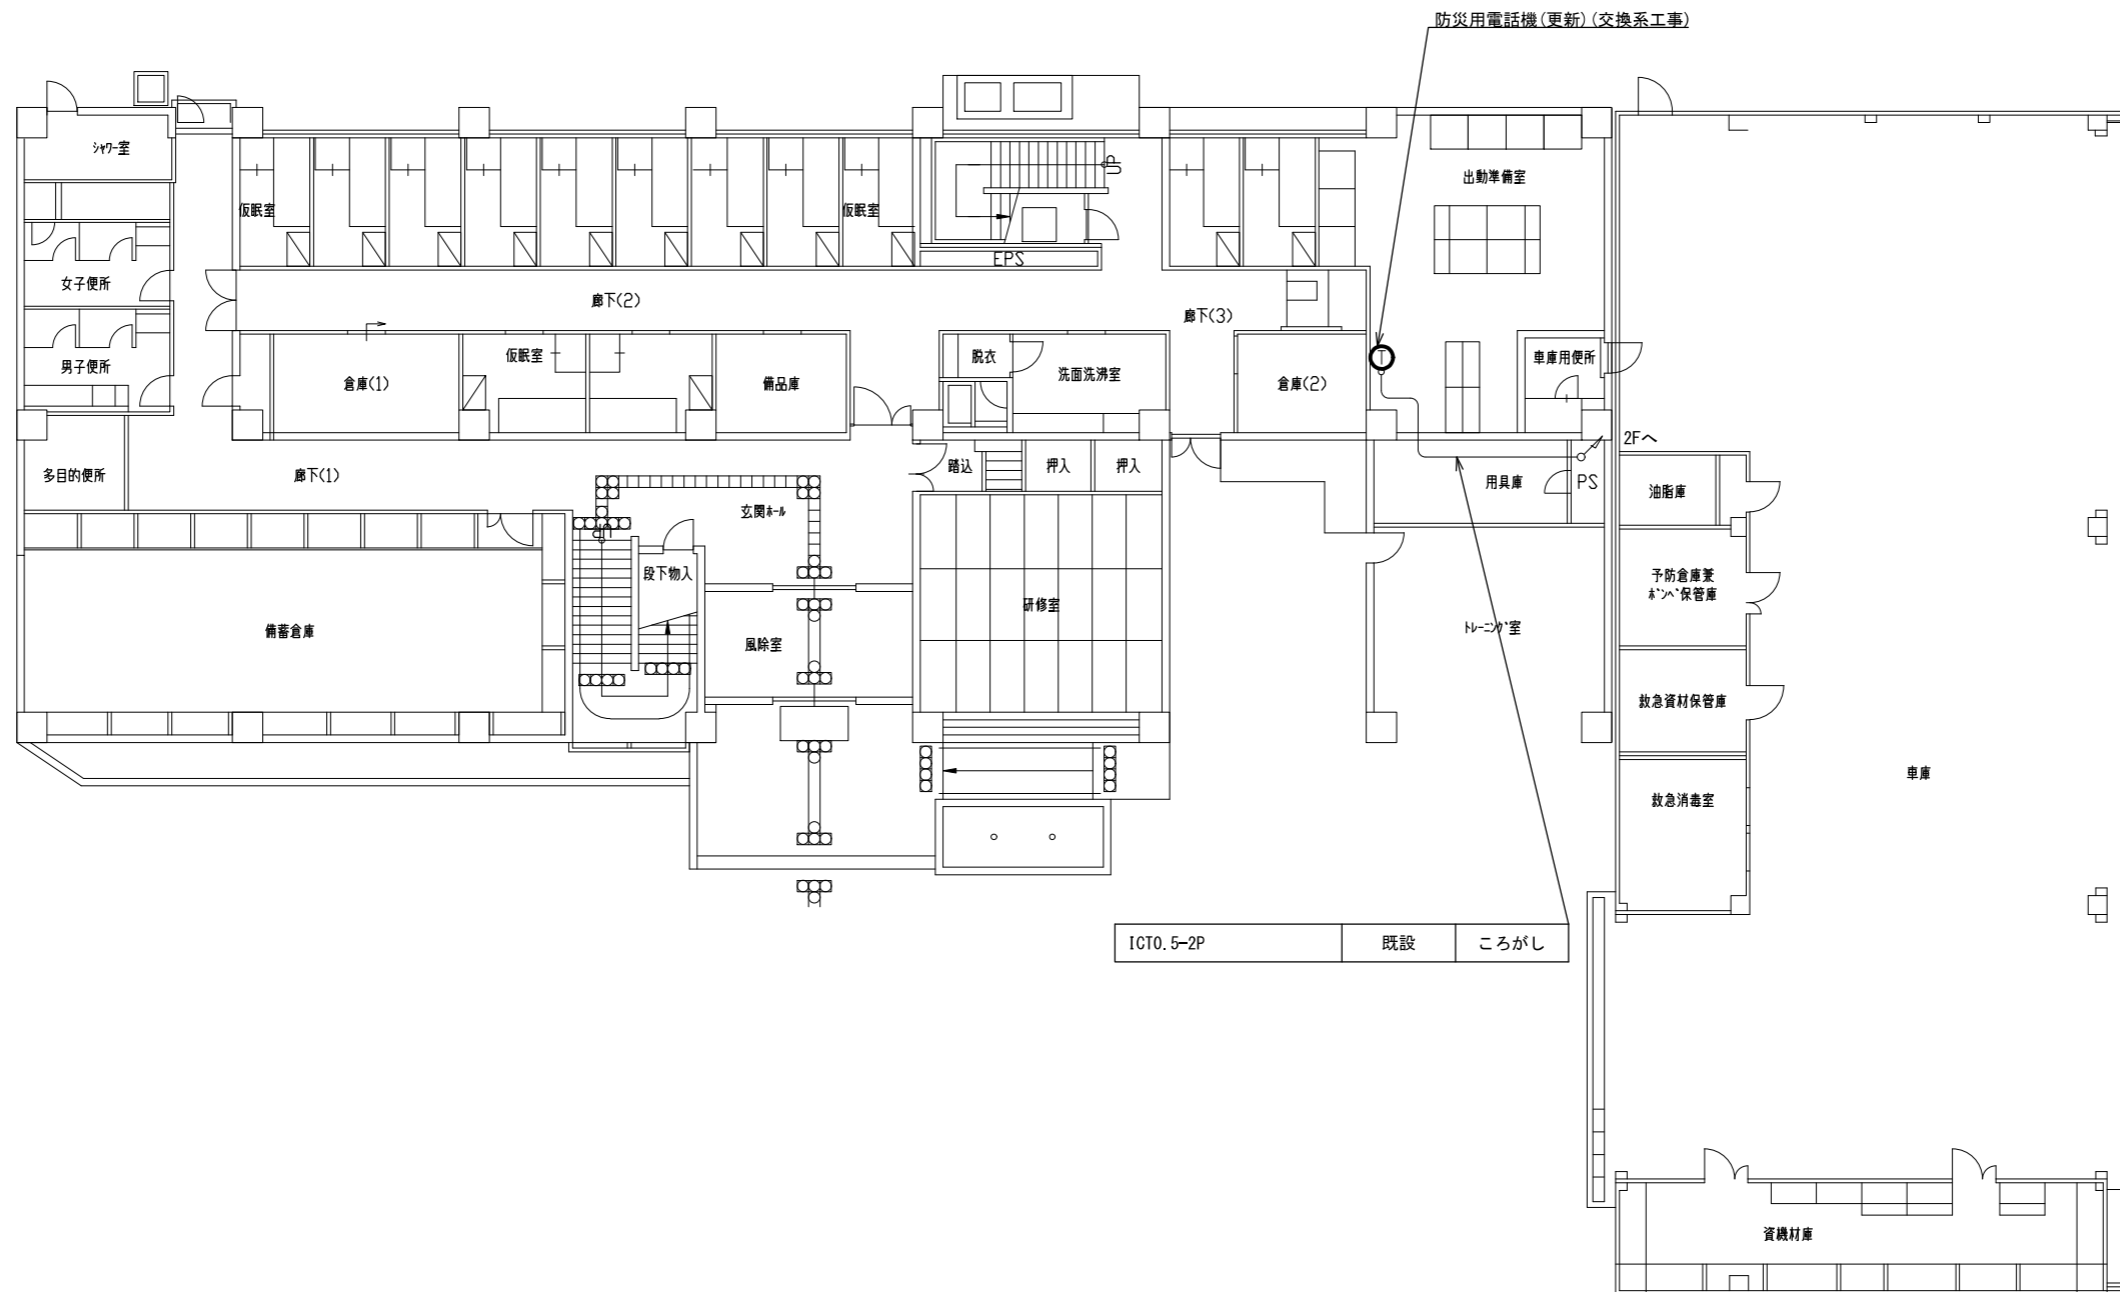 防災用電話機(更新)(交換系工事)
シャワー室
出動準備室
仮眠室
仮眠室
UP
EPS
女子便所
廊下(2)
廊下(3)
男子便所
倉庫(1)
仮眠室
備品庫
脱衣
洗面洗沸室
倉庫(2)
T
車庫用便所
2Fへ
多目的便所
廊下(1)
踏込
押入
押入
用具庫
PS
油脂庫
玄関ホール
UP
段下物入
予防倉庫兼
ボンベ保管庫
研修室
備蓄倉庫
風除室
トレーニング室
救急資材保管庫
車庫
救急消毒室
ICT0.5-2P 既設 ころがし
資機材庫